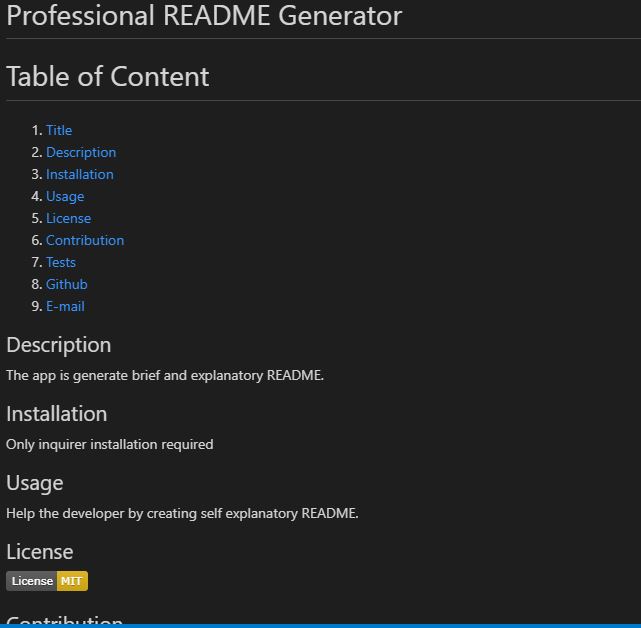 Professional README Generator
Table of Content
1. Title
2. Description
3. Installation
4. Usage
5. License
6. Contribution
7. Tests
8. Github
9. E-mail
Description
The app is generate brief and explanatory README.
Installation
Only inquirer installation required
Usage
Help the developer by creating self explanatory README.
License
License MIT
Contribution